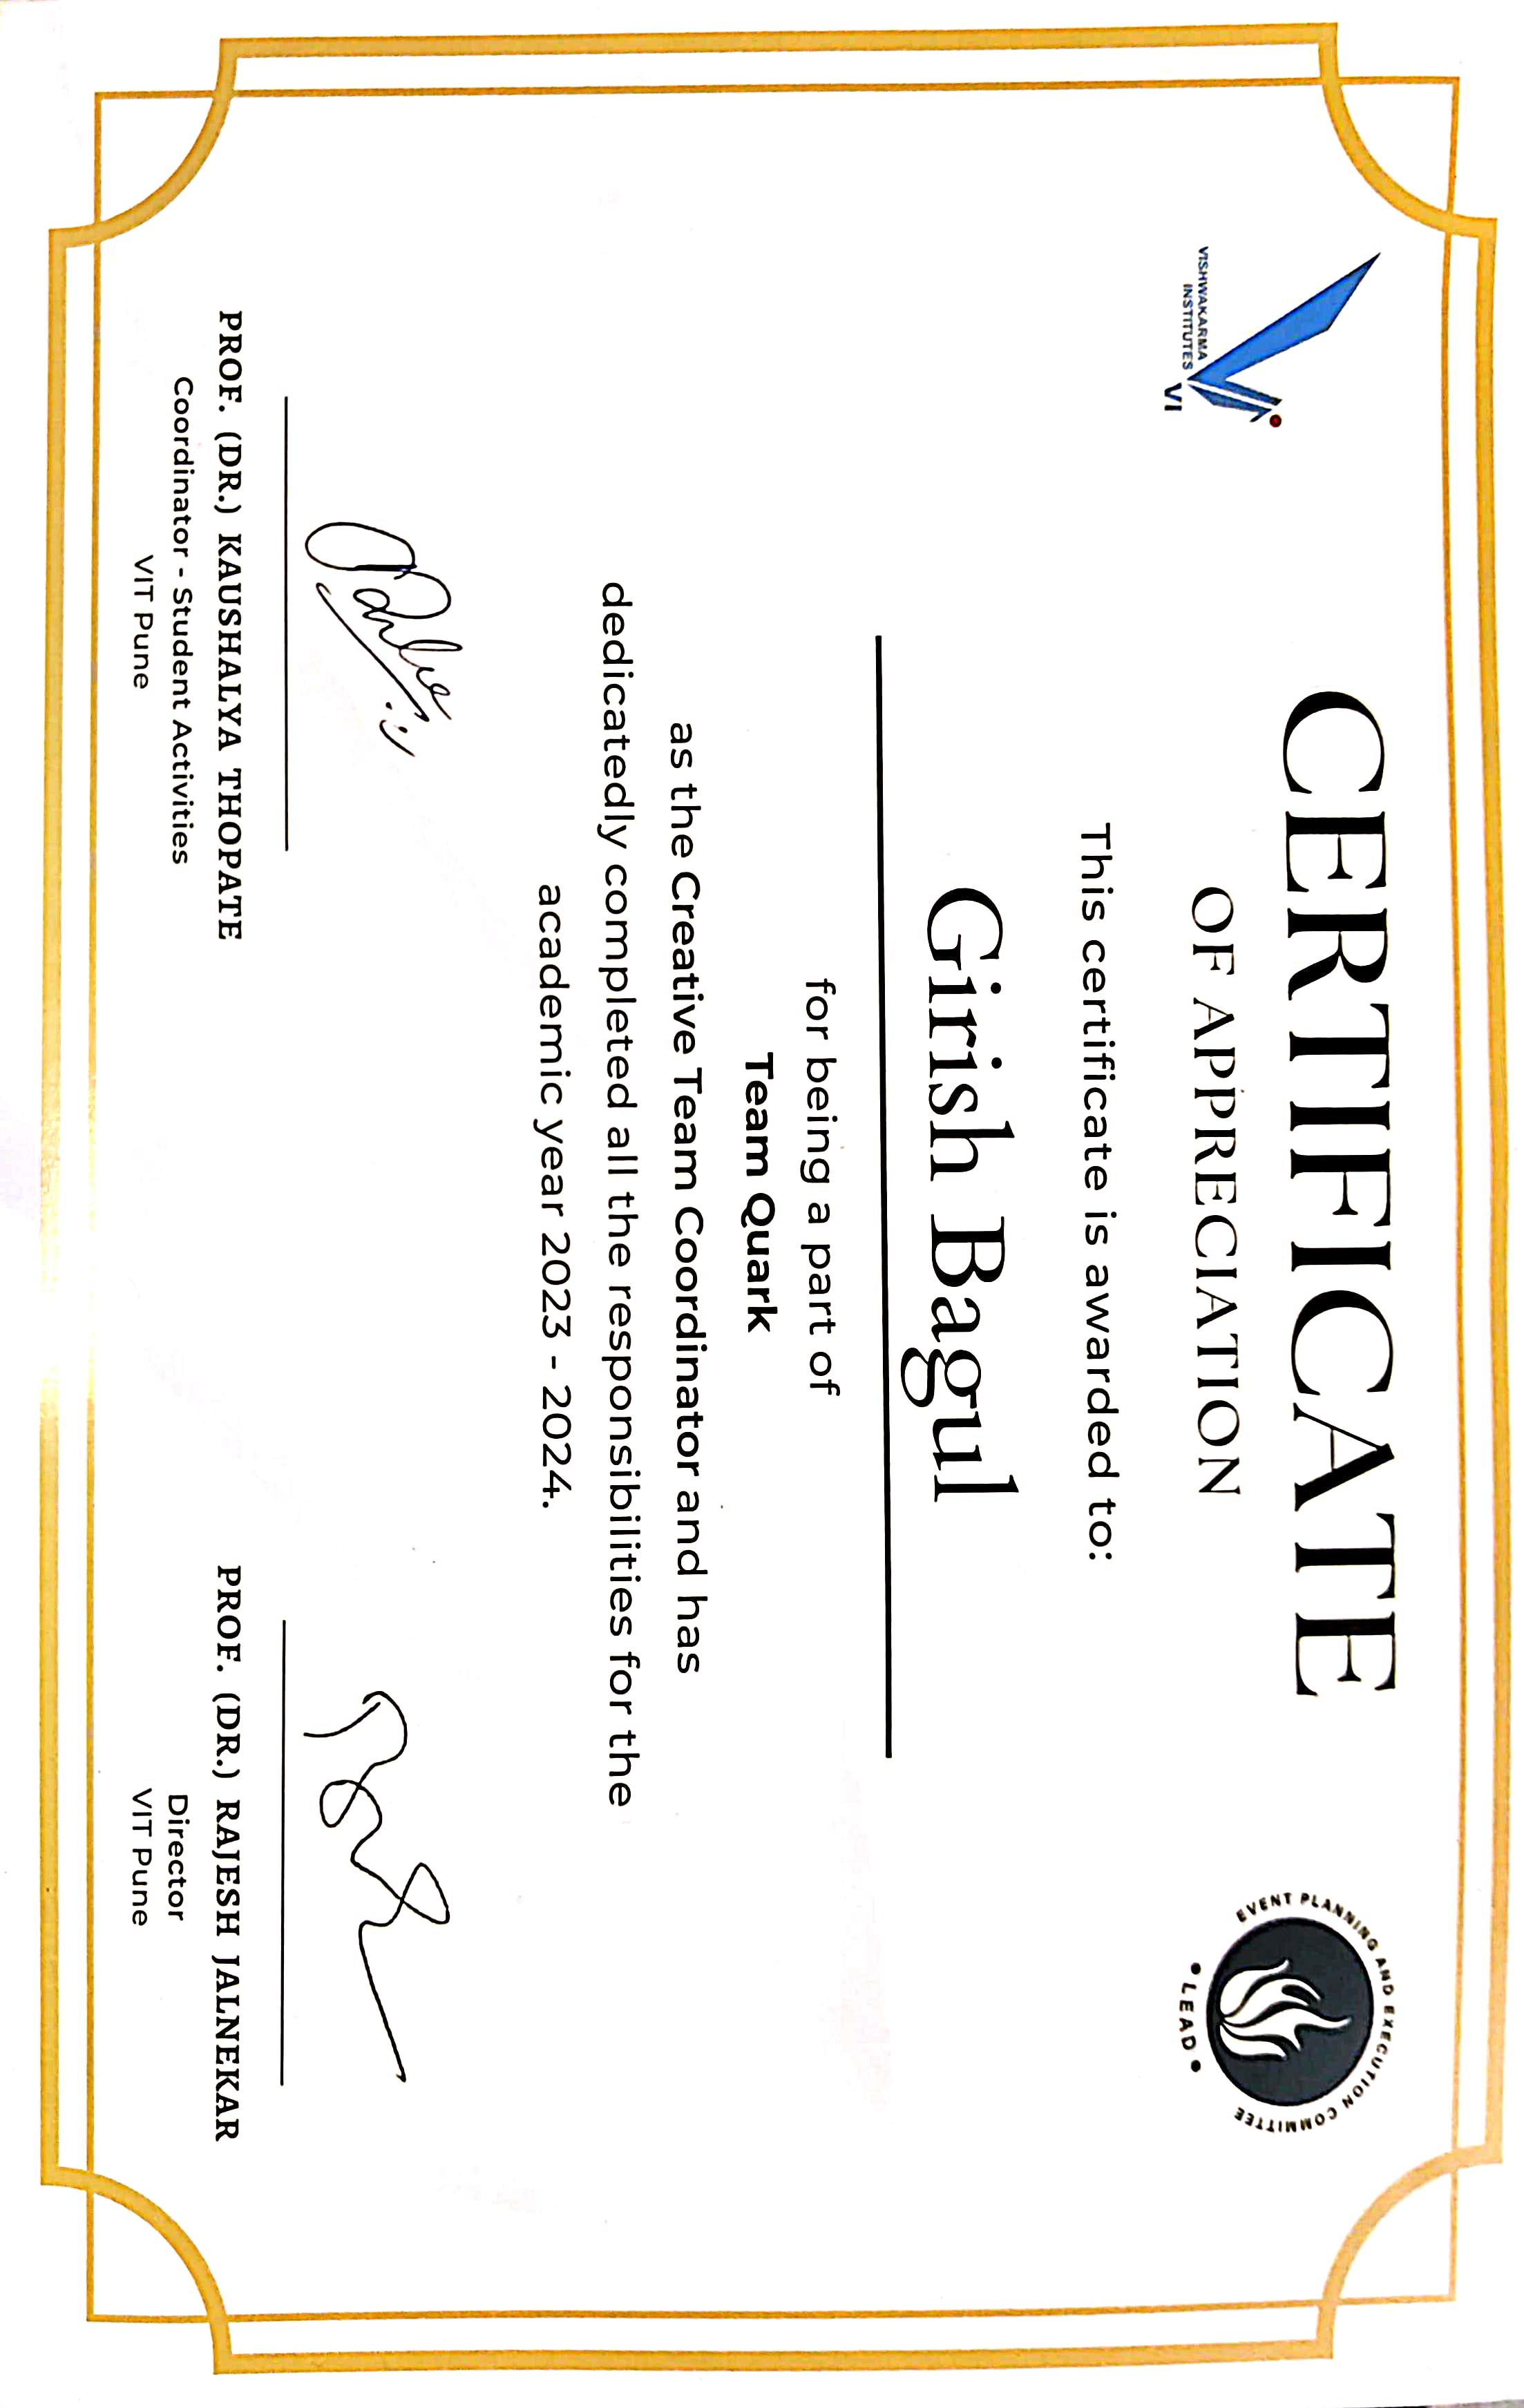 VISHWAKARMA
INSTITUTES
VI
EVENT PLANNING AND EXECUTION COMMITTEE
• LEAD •
CERTIFICATE
OF APPRECIATION
This certificate is awarded to:
Girish Bagul
for being a part of
Team Quark
as the Creative Team Coordinator and has
dedicatedly completed all the responsibilities for the
academic year 2023 - 2024.
PROF. (DR.) KAUSHALYA THOPATE
Coordinator - Student Activities
VIT Pune
PROF. (DR.) RAJESH JALNEKAR
Director
VIT Pune